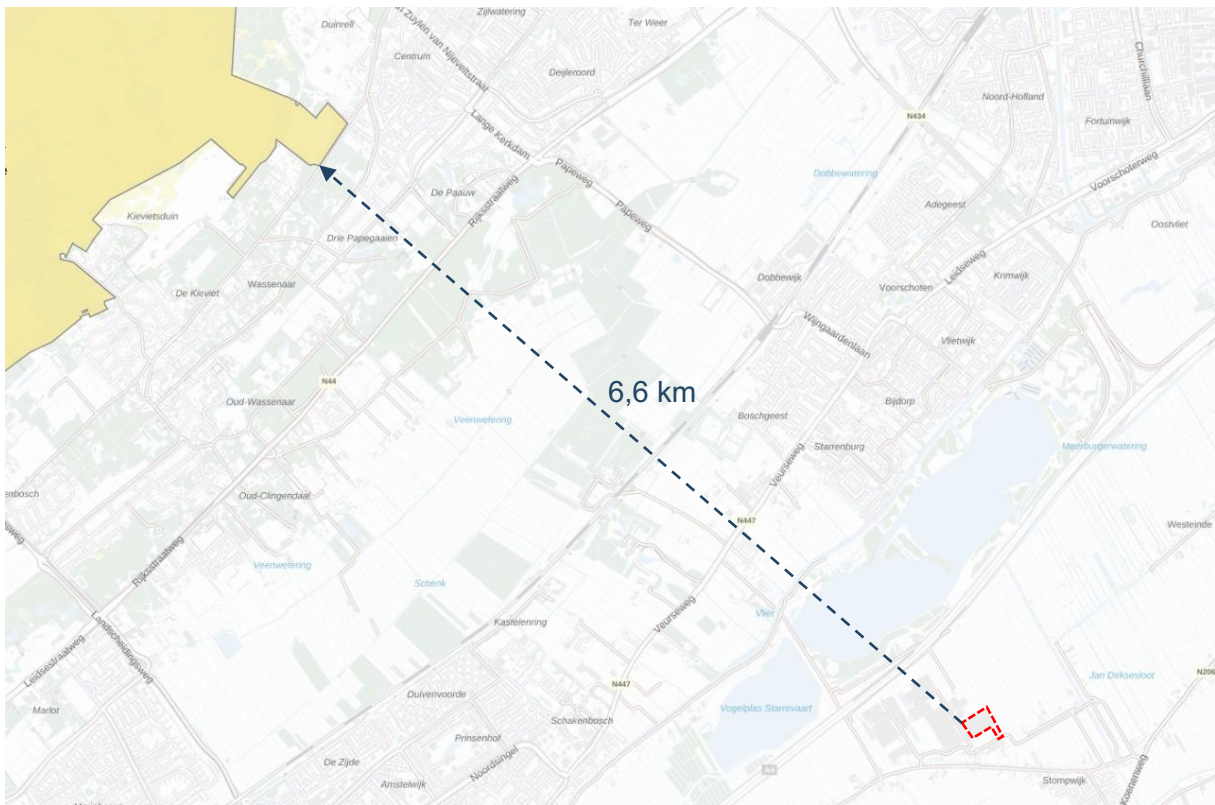 Duinrell
Zijlwatering
Ter Weer
n Zuylen van Nijeveltstraat
Centrum
Deijleroord
Churchilllaan
Noord-Hofland
N434
Fortuinwijk
Lange Kerkdam
Papeweg
Dobbewatering
Voorschoterweg
e
De Paauw
Rijksstraatweg
Papeweg
Adegeest
Kievietsduin
Oostvliet
Drie Papegaaien
Leidseweg
Krimwijk
Dobbewijk
De Kieviet
Wassenaar
Voorschoten
Wijngaardenlaan
Vlietwijk
N44
6,6 km
Oud-Wassenaar
Bijdorp
Veenwetering
Boschgeest
Starrenburg
Meerburgerwatering
Veurseweg
enbosch
Oud-Clingendaal
N447
Westeinde
dsweg
Rijksstraatweg
Veenwetering
Schenk
Vliet
Kastelenring
Veurseweg
Landscheidingsweg
Leidsestraatweg
Jan Dirksesloot
N206
N447
Duivenvoorde
Marlot
Vogelplas Starrevaart
Schakenbosch
Prinsenhof
De Zijde
Noordsingel
A4
Amstelwijk
Stompwijk
Koenenweg